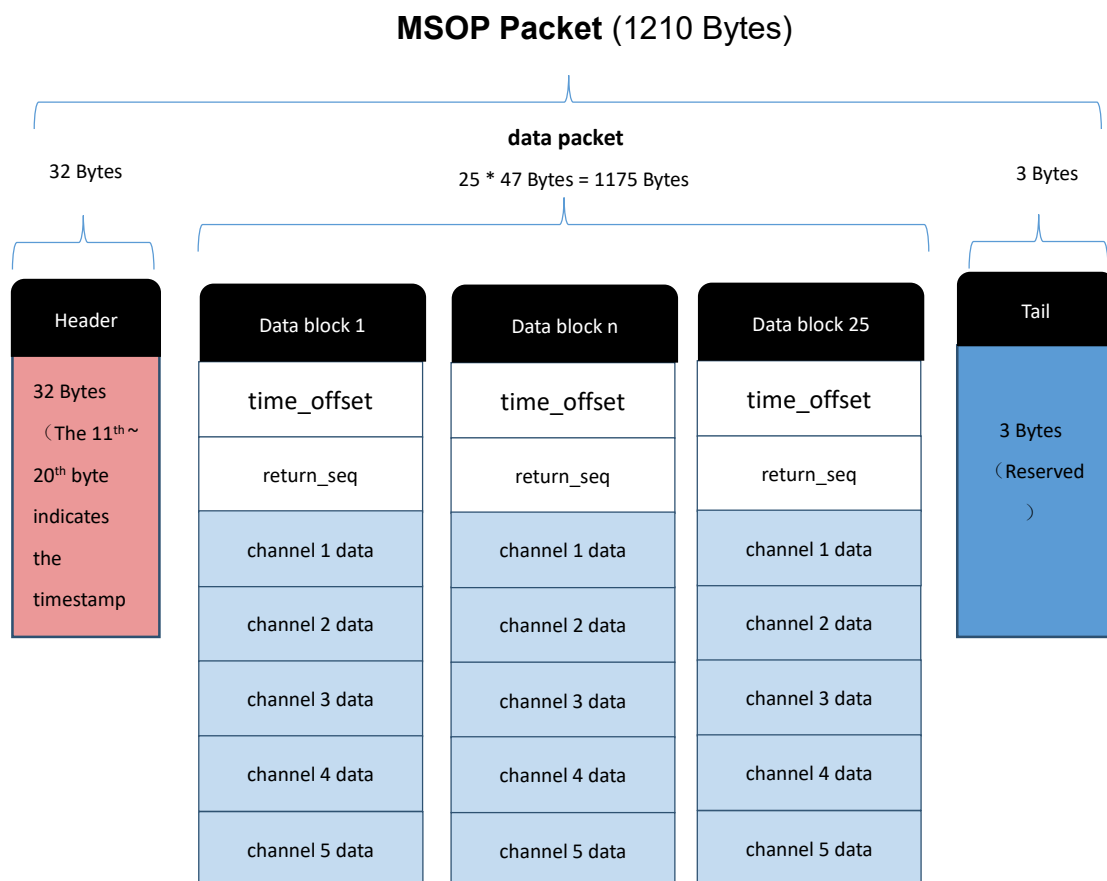 MSOP Packet (1210 Bytes)
data packet
32 Bytes
25 * 47 Bytes = 1175 Bytes
3 Bytes
Header
32 Bytes
（The 11th ~
20th byte
indicates
the
timestamp
Data block 1
time_offset
return_seq
channel 1 data
channel 2 data
channel 3 data
channel 4 data
channel 5 data
Data block n
time_offset
return_seq
channel 1 data
channel 2 data
channel 3 data
channel 4 data
channel 5 data
Data block 25
time_offset
return_seq
channel 1 data
channel 2 data
channel 3 data
channel 4 data
channel 5 data
Tail
3 Bytes
（Reserved
）